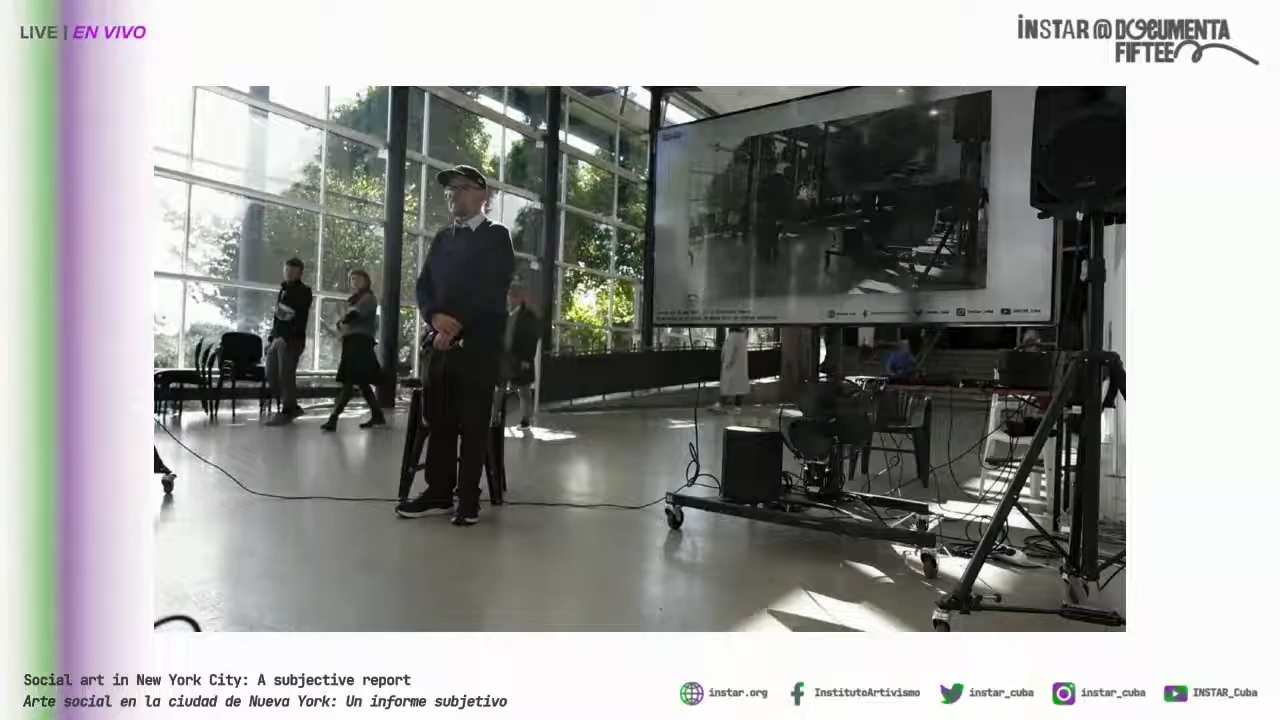 LIVE | EN VIVO
INSTAR @ DOCUMENTA
FIFTEEN
Social art in New York City: A subjective report
Arte social en la ciudad de Nueva York: Un informe subjetivo
instar.org
InstitutoArtivismo
instar_cuba
instar_cuba
INSTAR_Cuba